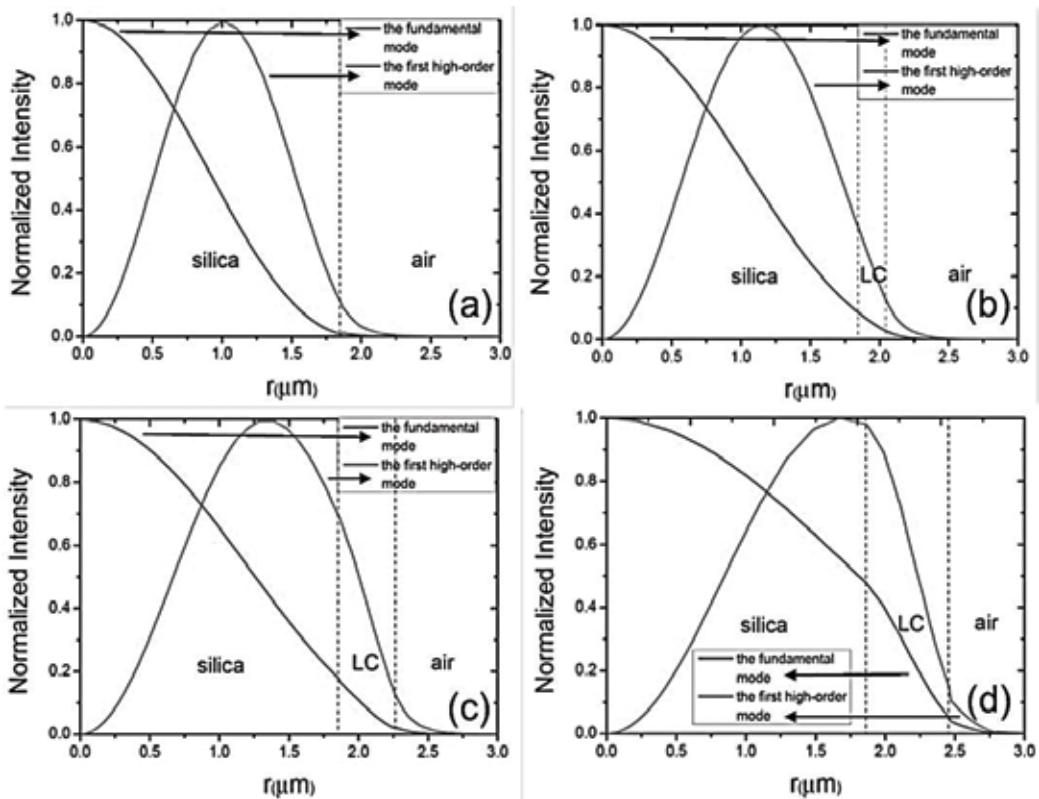 1.0
0.8
0.6
0.4
0.2
0.0
Normalized Intensity
0.0 0.5 1.0 1.5 2.0 2.5 3.0
r(μm)
the fundamental
mode
the first high-order
mode
silica
air
(a)
1.0
0.8
0.6
0.4
0.2
0.0
Normalized Intensity
0.0 0.5 1.0 1.5 2.0 2.5 3.0
r(μm)
the fundamental
mode
the first high-order
mode
silica
LC
air
(b)
1.0
0.8
0.6
0.4
0.2
0.0
Normalized Intensity
0.0 0.5 1.0 1.5 2.0 2.5 3.0
r(μm)
the fundamental
mode
the first high-order
mode
silica
LC
air
(c)
1.0
0.8
0.6
0.4
0.2
0.0
Normalized Intensity
0.0 0.5 1.0 1.5 2.0 2.5 3.0
r(μm)
silica
LC
air
the fundamental
mode
the first high-order
mode
(d)